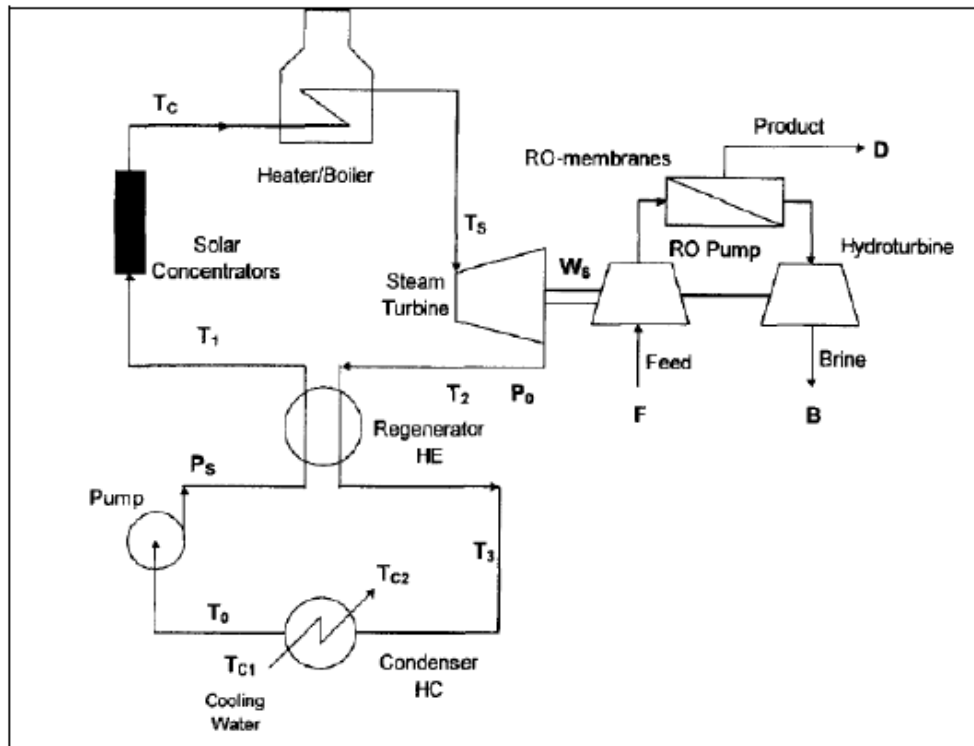 T_C
Heater/Boiler
Product
D
RO-membranes
Solar
Concentrators
T_S
RO Pump
Hydroturbine
Steam
Turbine
W_S
T_1
T_2
P_0
Feed
Brine
F
B
Regenerator
HE
P_S
Pump
T_3
T_C2
T_0
T_C1
Condenser
HC
Cooling
Water